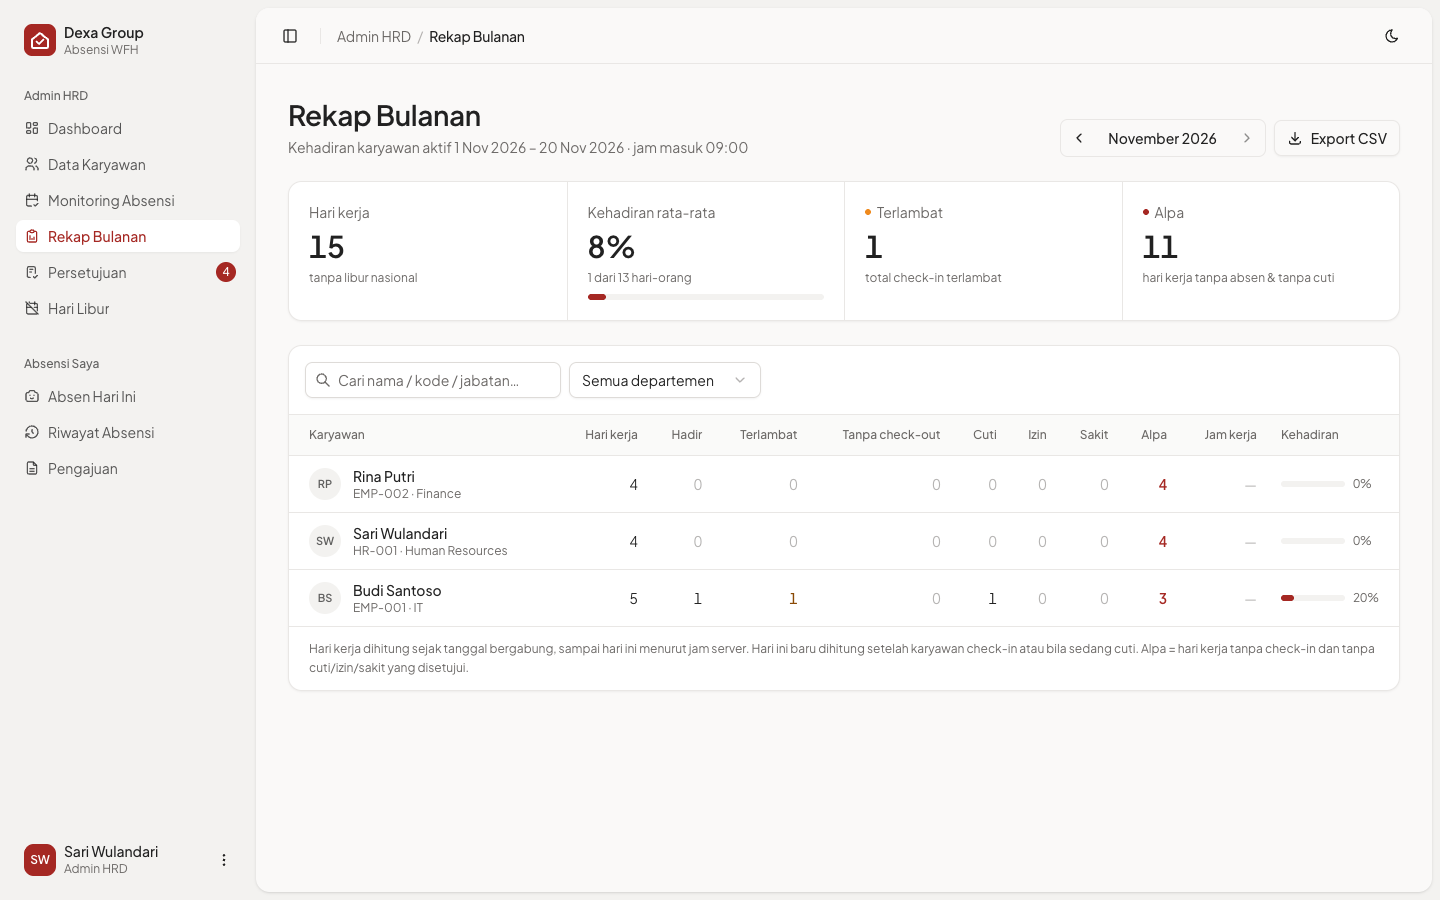 Dexa Group
Absensi WFH
Admin HRD
Dashboard
Data Karyawan
Monitoring Absensi
Rekap Bulanan
Persetujuan 4
Hari Libur
Absensi Saya
Absen Hari Ini
Riwayat Absensi
Pengajuan
SW Sari Wulandari
Admin HRD
Admin HRD / Rekap Bulanan
Rekap Bulanan
Kehadiran karyawan aktif 1 Nov 2026 – 20 Nov 2026 · jam masuk 09:00
November 2026
Export CSV
Hari kerja
15
tanpa libur nasional
Kehadiran rata-rata
8%
1 dari 13 hari-orang
Terlambat
1
total check-in terlambat
Alpa
11
hari kerja tanpa absen & tanpa cuti
Cari nama / kode / jabatan...
Semua departemen
Karyawan Hari kerja Hadir Terlambat Tanpa check-out Cuti Izin Sakit Alpa Jam kerja Kehadiran
RP Rina Putri 4 0 0 0 0 0 0 4 — 0%
EMP-002 · Finance
SW Sari Wulandari 4 0 0 0 0 0 0 4 — 0%
HR-001 · Human Resources
BS Budi Santoso 5 1 1 0 1 0 0 3 — 20%
EMP-001 · IT
Hari kerja dihitung sejak tanggal bergabung, sampai hari ini menurut jam server. Hari ini baru dihitung setelah karyawan check-in atau bila sedang cuti. Alpa = hari kerja tanpa check-in dan tanpa
cuti/izin/sakit yang disetujui.